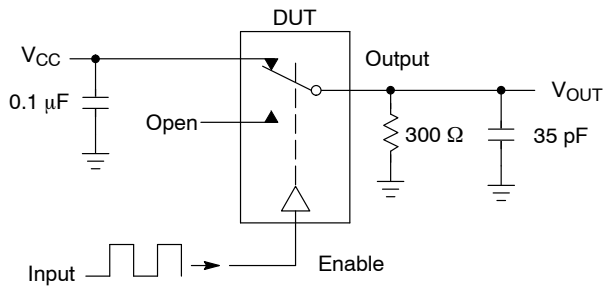 DUT
VCC
Output
VOUT
0.1 μF
Open
300 Ω
35 pF
Input
Enable